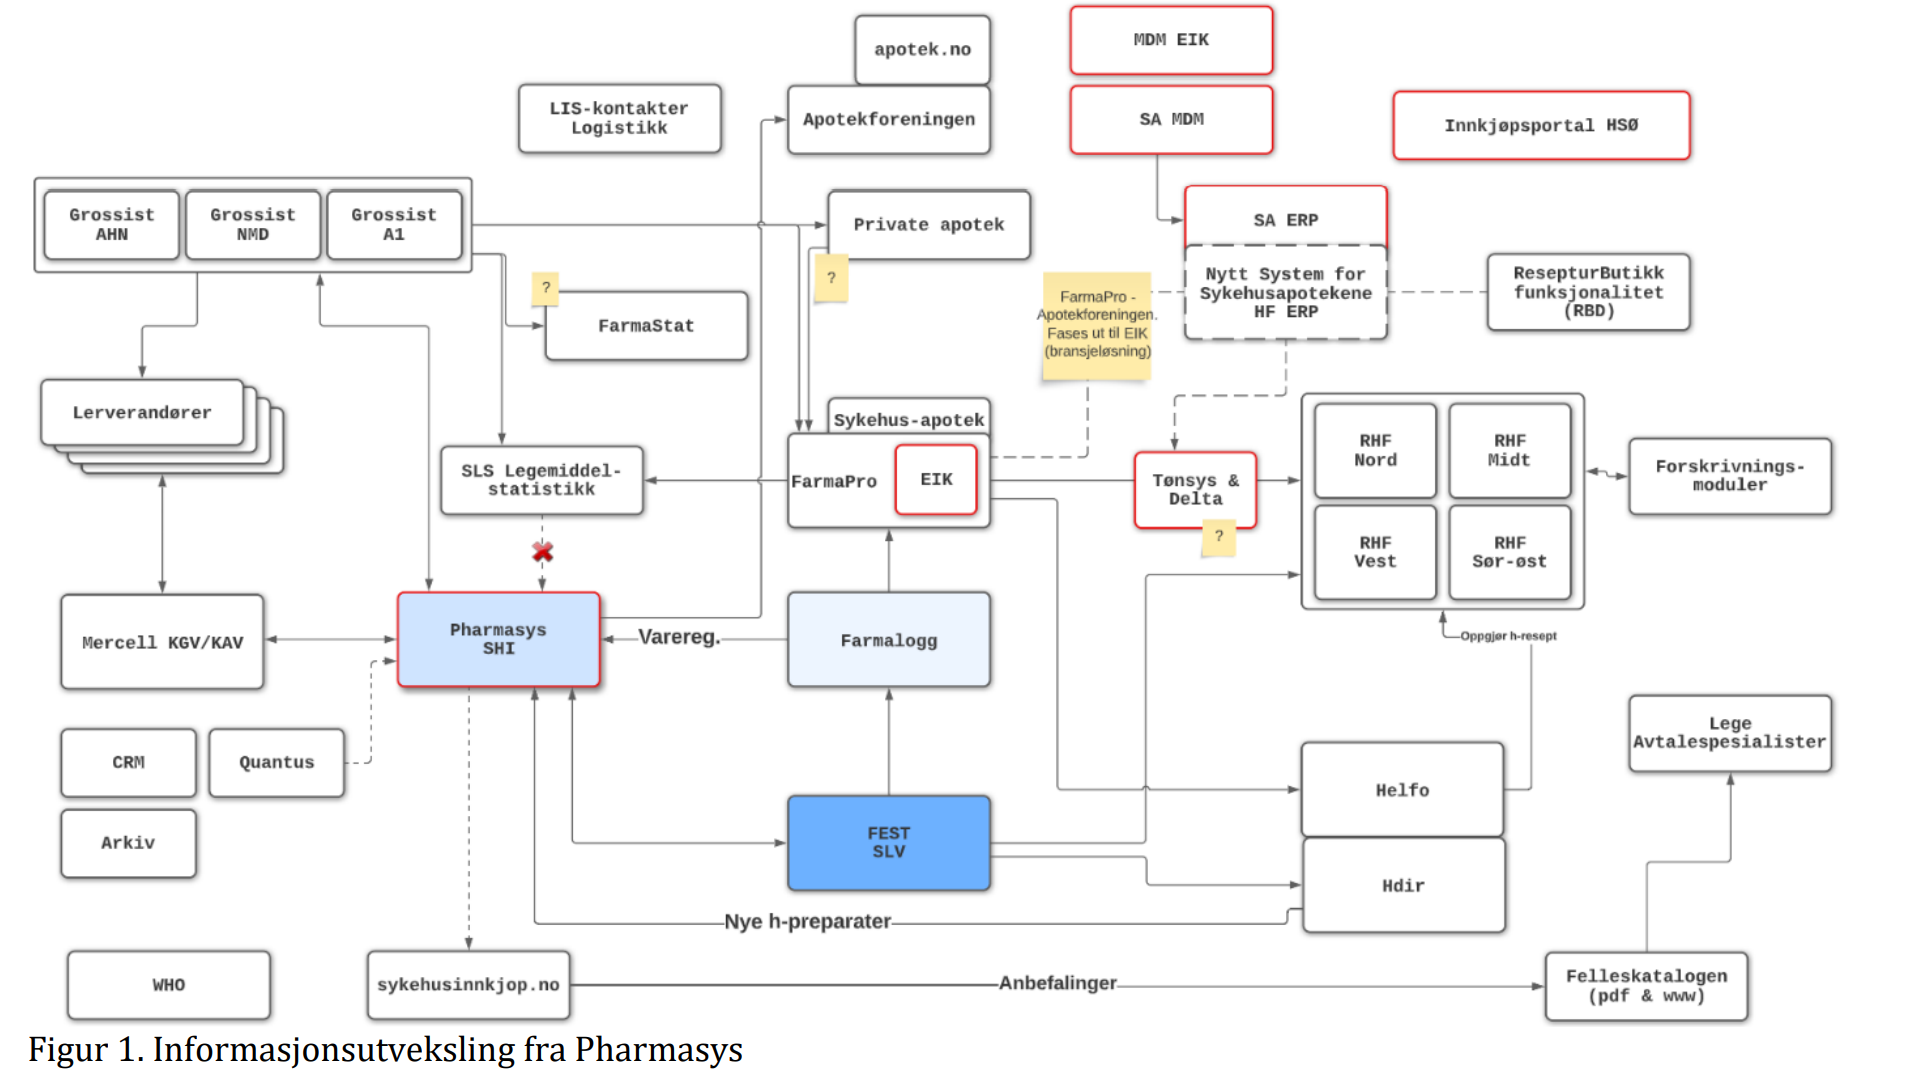 apotek.no
MDM EIK
LIS-kontakter
Logistikk
Apotekforeningen
SA MDM
Innkjøpsportal HSØ
Grossist
AHN
Grossist
NMD
Grossist
A1
Private apotek
SA ERP
?
?
FarmaStat
FarmaPro -
Apotekforeningen.
Fases ut til EIK
(bransjeløsning)
Nytt System for
Sykehusapotekene
HF ERP
ResepturButikk
funksjonalitet
(RBD)
Lerverandører
Sykehus-apotek
SLS Legemiddel-
statistikk
FarmaPro
EIK
Tønsys &
Delta
?
RHF
Nord
RHF
Midt
RHF
Vest
RHF
Sør-øst
Forskrivnings-
moduler
Mercell KGV/KAV
Pharmasys
SHI
Varereg.
Farmalogg
Oppgjør h-resept
CRM
Quantus
Lege
Avtalespesialister
Arkiv
FEST
SLV
Helfo
Hdir
Nye h-preparater
WHO
sykehusinnkjop.no
Anbefalinger
Felleskatalogen
(pdf & www)
Figur 1. Informasjonsutveksling fra Pharmasys